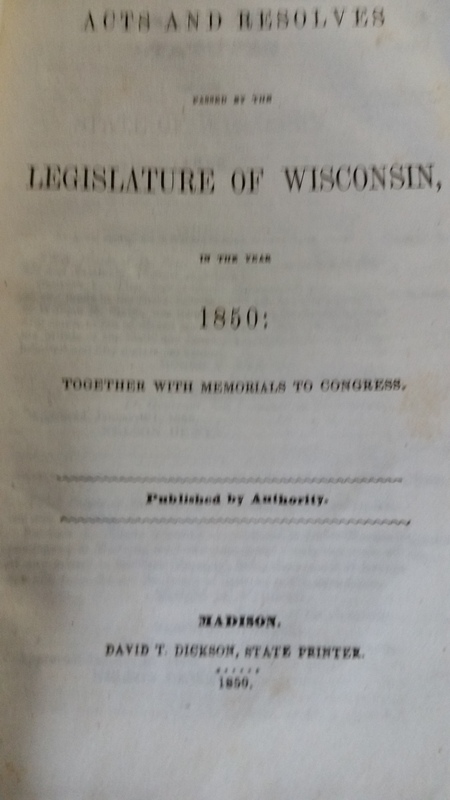 ACTS AND RESOLVES
PASSED BY THE
LEGISLATURE OF WISCONSIN,
IN THE YEAR
1850;
TOGETHER WITH MEMORIALS TO CONGRESS,
Published by Authority.
MADISON.
DAVID T. DICKSON, STATE PRINTER.
1850.